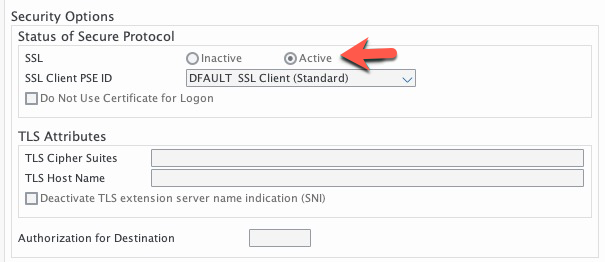 Security Options
Status of Secure Protocol
SSL Inactive Active
SSL Client PSE ID DFAULT SSL Client (Standard)
Do Not Use Certificate for Logon
TLS Attributes
TLS Cipher Suites
TLS Host Name
Deactivate TLS extension server name indication (SNI)
Authorization for Destination